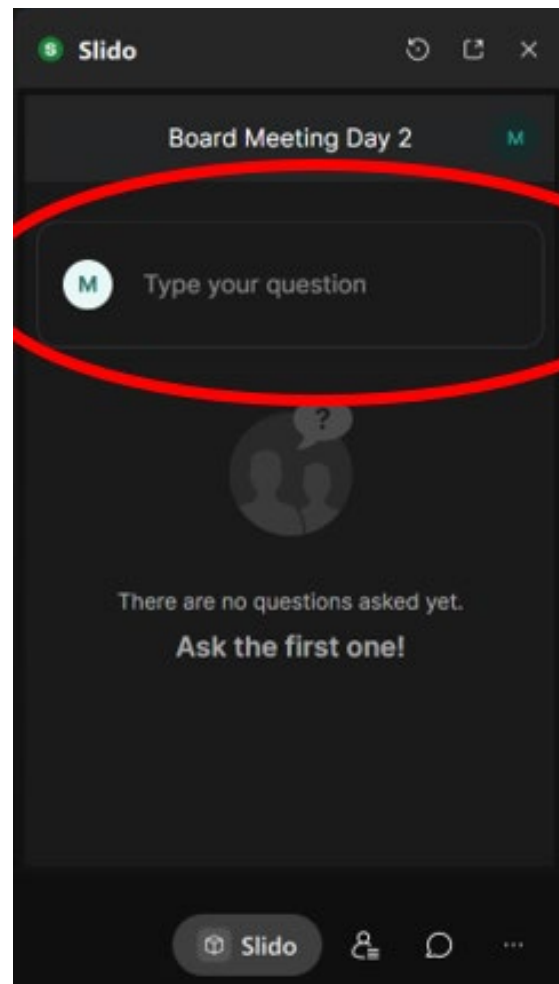 S Slido
Board Meeting Day 2 M
M Type your question
?
There are no questions asked yet.
Ask the first one!
Slido